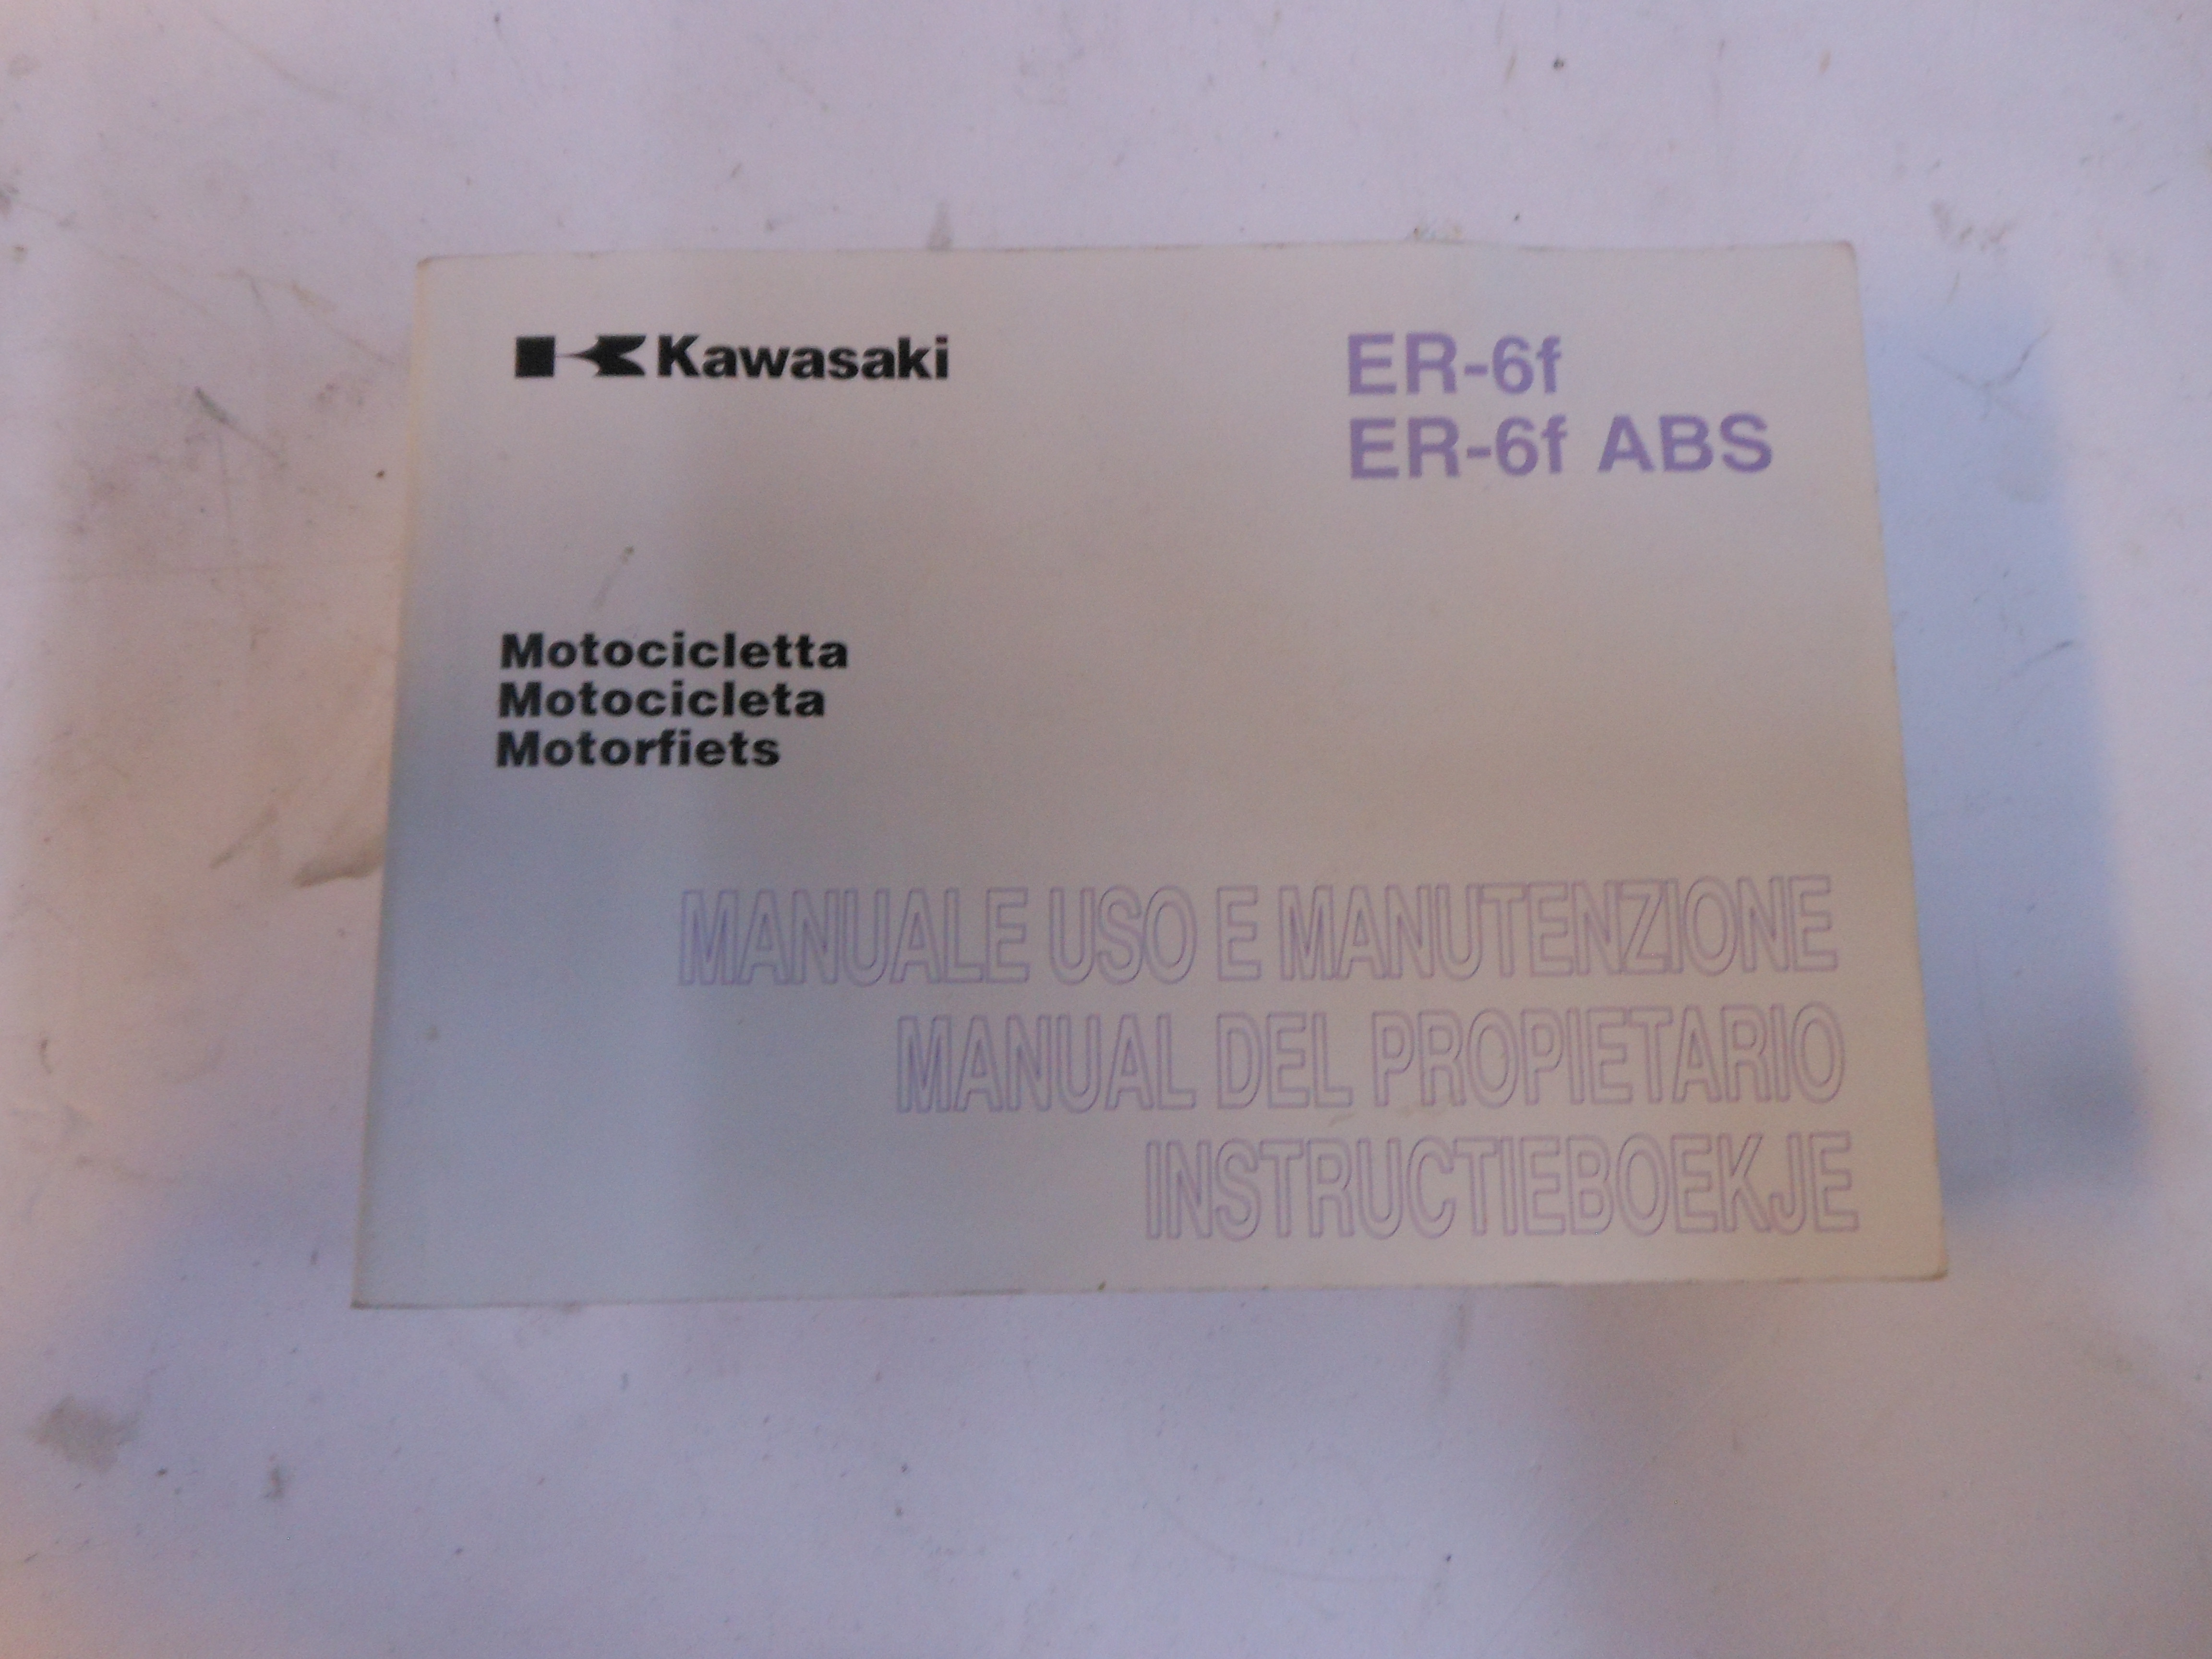 Kawasaki
ER-6f
ER-6f ABS
Motocicletta
Motocicleta
Motorfiets
MANUALE USO E MANUTENZIONE
MANUAL DEL PROPIETARIO
INSTRUCTIEBOEKJE